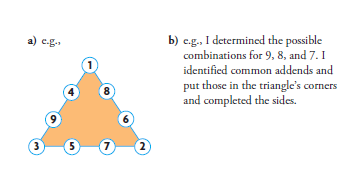 a) e.g.,
1
4 8
9 6
3 5 7 2
b) e.g., I determined the possible
combinations for 9, 8, and 7. I
identified common addends and
put those in the triangle's corners
and completed the sides.